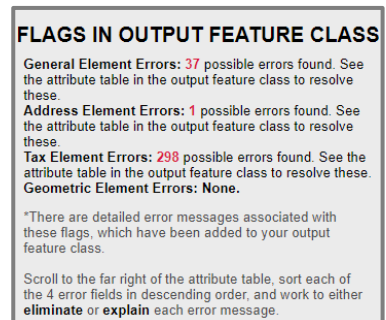 FLAGS IN OUTPUT FEATURE CLASS
General Element Errors: 37 possible errors found. See
the attribute table in the output feature class to resolve
these.
Address Element Errors: 1 possible errors found. See
the attribute table in the output feature class to resolve
these.
Tax Element Errors: 298 possible errors found. See the
attribute table in the output feature class to resolve these.
Geometric Element Errors: None.
*There are detailed error messages associated with
these flags, which have been added to your output
feature class.
Scroll to the far right of the attribute table, sort each of
the 4 error fields in descending order, and work to either
eliminate or explain each error message.